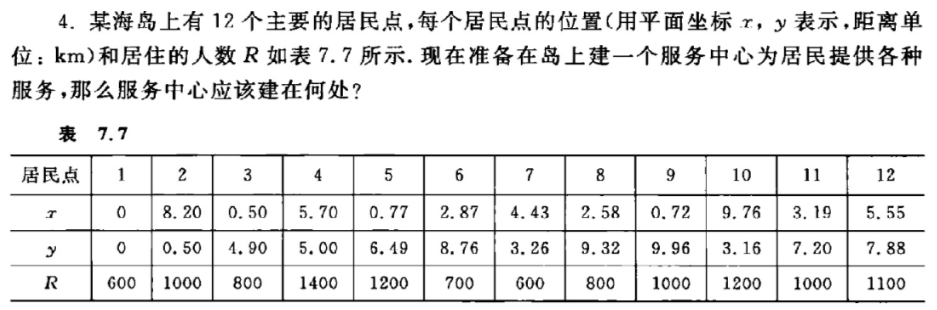 4. 某海岛上有 12 个主要的居民点,每个居民点的位置(用平面坐标 x, y 表示,距离单
位: km)和居住的人数 R 如表 7.7 所示. 现在准备在岛上建一个服务中心为居民提供各种
服务,那么服务中心应该建在何处?
表 7.7
居民点 1 2 3 4 5 6 7 8 9 10 11 12
x 0 8.20 0.50 5.70 0.77 2.87 4.43 2.58 0.72 9.76 3.19 5.55
y 0 0.50 4.90 5.00 6.49 8.76 3.26 9.32 9.96 3.16 7.20 7.88
R 600 1000 800 1400 1200 700 600 800 1000 1200 1000 1100